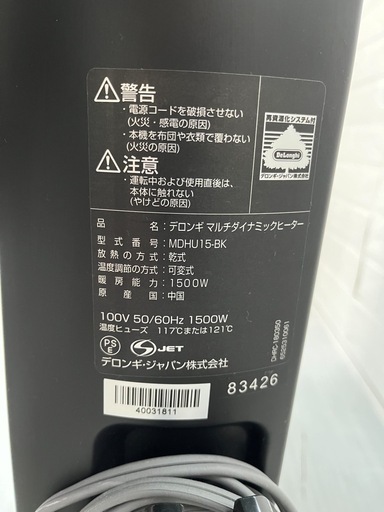 警告
・電源コードを破損させない
(火災・感電の原因)
・本機を布団や衣類で覆わない
(火災の原因)
注意
・運転中および使用直後は、
本体に触れない
(やけどの原因)
再資源化システム付
DeLonghi
デロンギ・ジャパン株式会社
品名：デロンギ マルチダイナミックヒーター
型式番号：MDHU15-BK
放熱の方式：乾式
温度調節の方式：可変式
暖房能力：1500W
原産国：中国
100V 50/60Hz 1500W
温度ヒューズ 117℃または121℃
PS
E
S JET
デロンギ・ジャパン株式会社
DHRC-180350
6525310061
40031811
83426